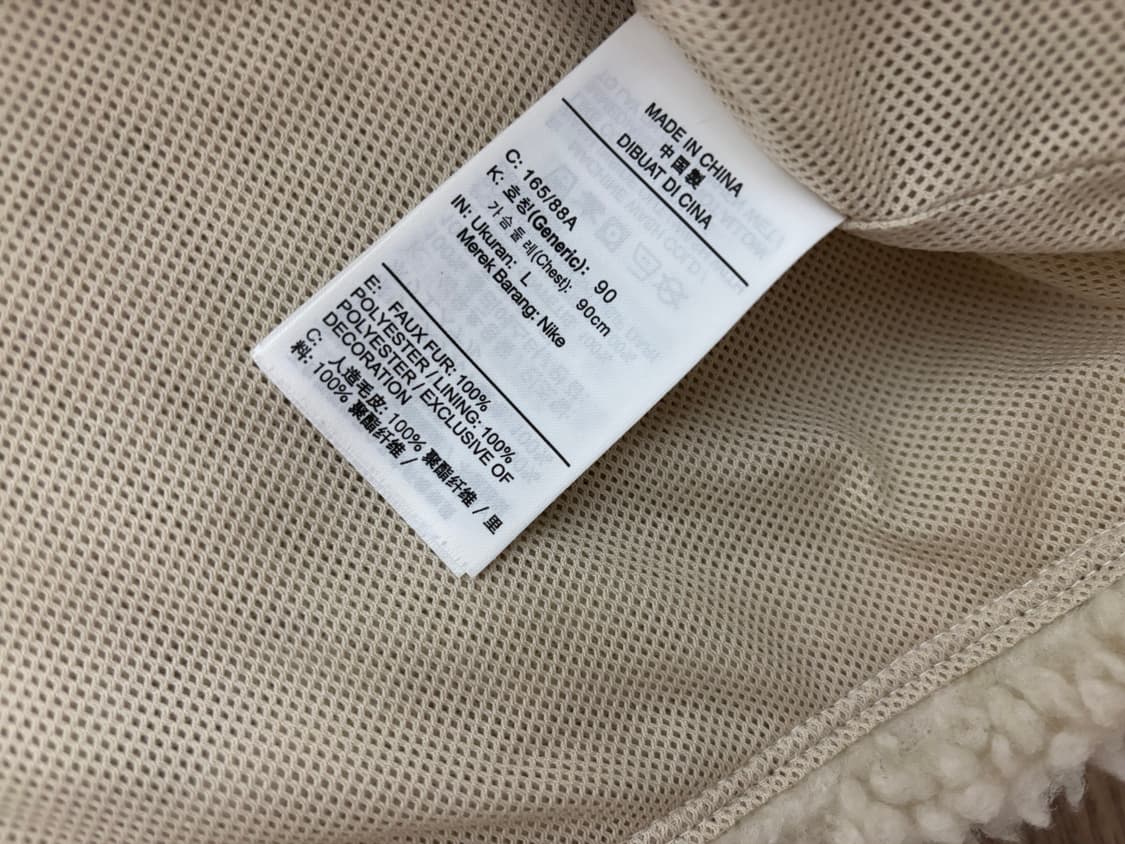 MADE IN CHINA
中国製
DIBUAT DI CINA
C: 165/88A
K: 호칭(Generic): 90
가슴둘레(Chest): 90cm
IN: Ukuran: L
Merek Barang: Nike
E: FAUX FUR: 100%
POLYESTER / LINING: 100%
POLYESTER / EXCLUSIVE OF
DECORATION
C: 人造毛皮: 100% 聚酯纤维 / 里
料: 100% 聚酯纤维 /